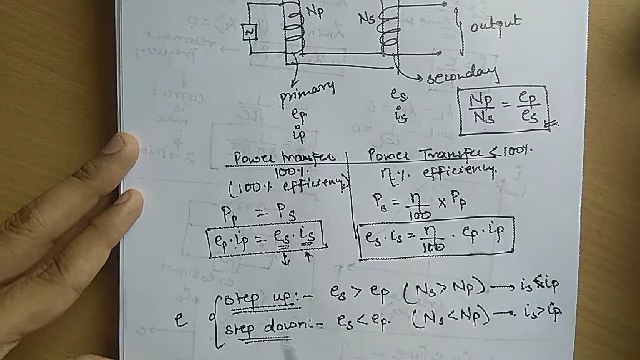 Np Ns output
primary secondary
ep es
ip is
Np/Ns = ep/es
Power transfer
100%
(100% efficiency)
Pp = Ps
ep·ip = es·is
Power Transfer ≤ 100%
η% efficiency
Ps = η/100 × Pp
es·is = η/100 · ep·ip
e
Step up:- es > ep (Ns > Np) → is < ip
step down:- es < ep. (Ns < Np) → is > ip